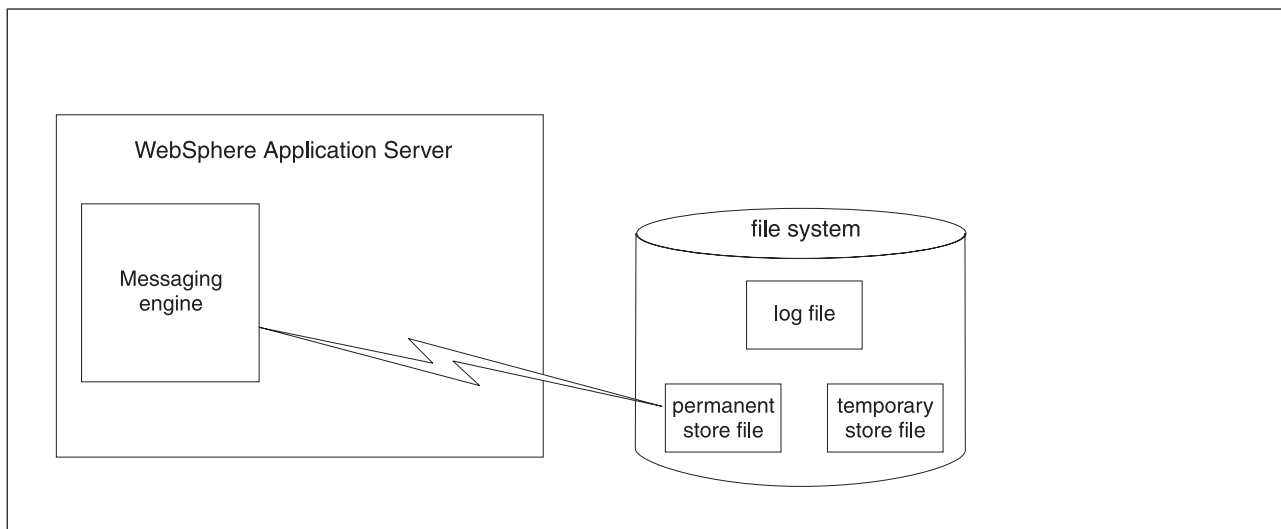 WebSphere Application Server
Messaging
engine
file system
log file
permanent
store file
temporary
store file